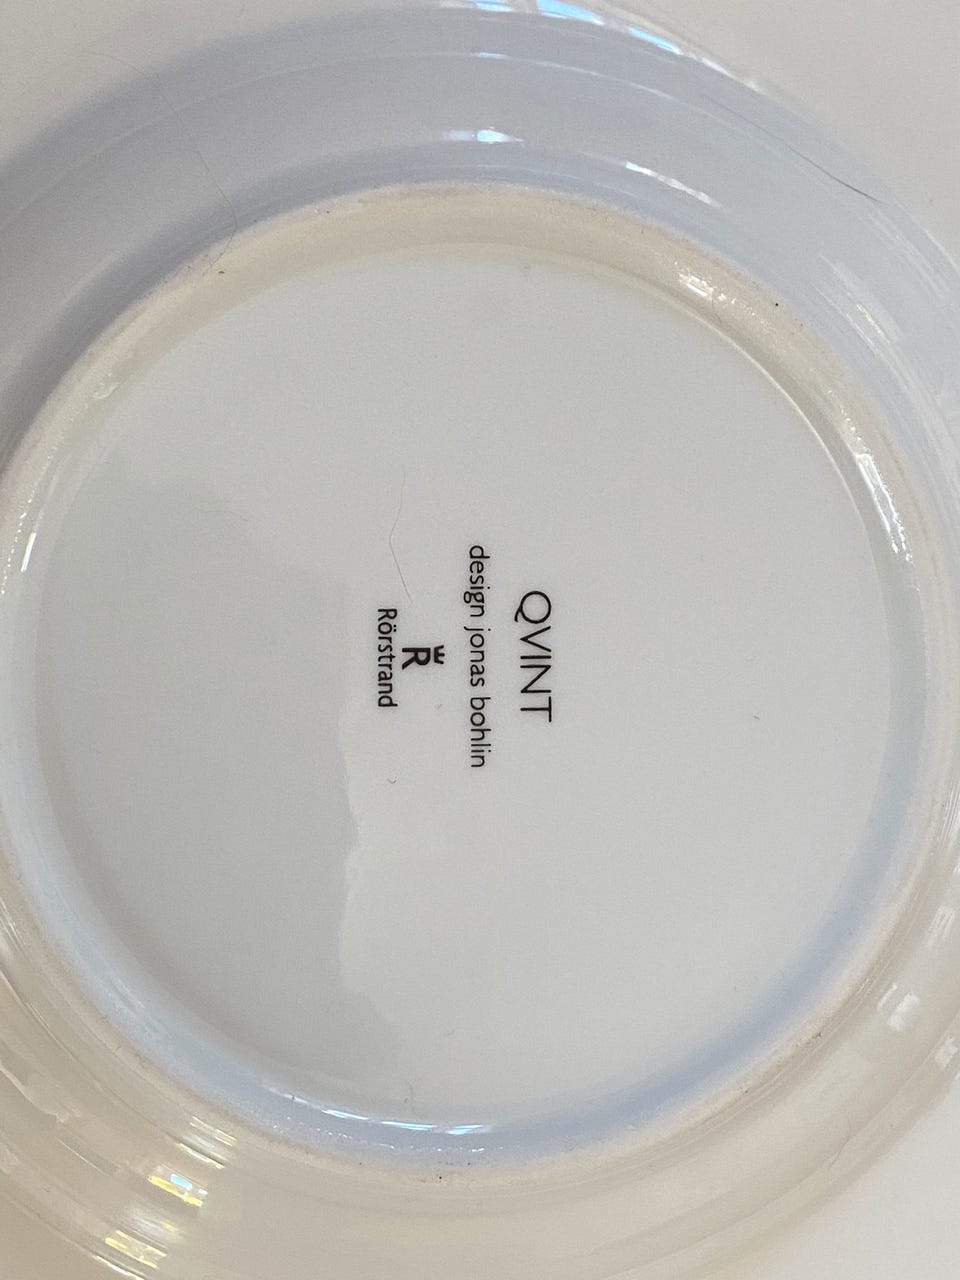 QVINT
design jonas bohlin
R
Rörstrand